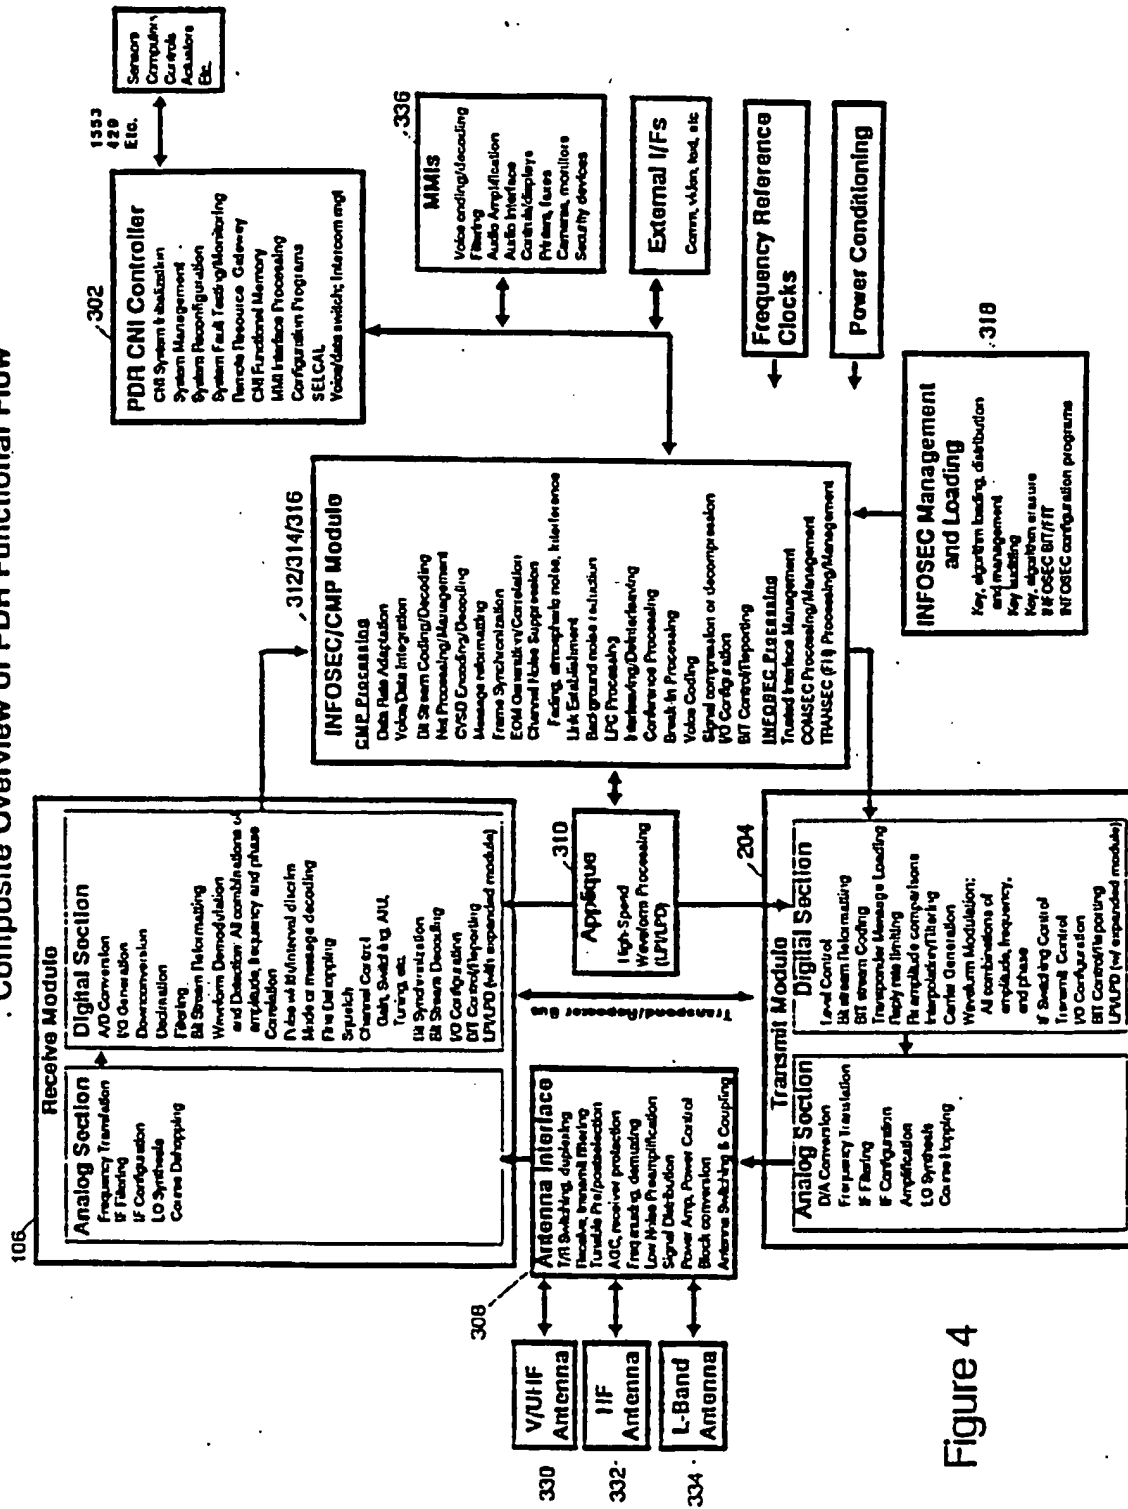 Composite Overview of PDR Functional Flow
106
Receive Module
Analog Section
Frequency Translation
IF Filtering
IF Configuration
LO Synthesis
Coarse Dehopping
Digital Section
A/D Conversion
I/Q Generation
Downconversion
Decimation
Filtering
Bit Stream Reformatting
Waveform Demodulation
and Detection: All combinations of
amplitude, frequency and phase
Correlation
Pulse width/interval discrim
Mode or message decoding
Fine Dehopping
Squelch
Channel Control
Gain, Switching, AIU,
Tuning, etc.
Bit Synchronization
Bit Stream Decoding
I/O Configuration
BIT Control/Reporting
LPI/LPD (with expanded module)
308
Antenna Interface
T/R Switching, duplexing
Receive, transmit filtering
Tunable Pre/postselection
AGC, receiver protection
Freq muxing, demuxing
Low Noise Preamplification
Signal Distribution
Power Amp, Power Control
Block conversion
Antenna Switching & Coupling
V/UHF
Antenna
330
HF
Antenna
332
L-Band
Antenna
334
Transpond/Repeater Bus
310
Applique
High-Speed
Waveform Processing
(LPI/LPD)
204
Transmit Module
Analog Section
D/A Conversion
Frequency Translation
IF Filtering
IF Configuration
Amplification
LO Synthesis
Coarse Hopping
Digital Section
Level Control
Bit stream Reformatting
BIT stream Coding
Transponder Message Loading
Reply rate limiting
Par amplitude comparisons
Interpolation/Filtering
Carrier Generation
Waveform Modulation:
All combinations of
amplitude, frequency,
and phase
IF Switching Control
Transmit Control
I/O Configuration
BIT Control/Reporting
LPI/LPD (w/ expanded module)
312/314/316
INFOSEC/CMP Module
CMP Processing
Data Rate Adaptation
Voice/Data Integration
Bit Stream Coding/Decoding
Net Processing/Management
CVSD Encoding/Decoding
Message reformatting
Frame Synchronization
EOM Generation/Correlation
Channel Noise Suppression
Fading, atmospheric noise, interference
Link Establishment
Background noise reduction
LPC Processing
Interleaving/Deinterleaving
Conference Processing
Break-In Processing
Voice Coding
Signal compression or decompression
I/O Configuration
BIT Control/Reporting
INFOSEC Processing
Trusted Interface Management
COMSEC Processing/Management
TRANSEC (FH) Processing/Management
302
PDR CNI Controller
CNI System Initialization
System Management
System Reconfiguration
System Fault Testing/Monitoring
Remote Resource Gateway
CNI Functional Memory
MMI Interface Processing
Configuration Programs
SELCAL
Voice/data switch; Intercom mgt
1553
429
Etc.
Sensors
Computers
Controls
Actuators
Etc.
336
MMIs
Voice coding/decoding
Filtering
Audio Amplification
Audio Interface
Controls/displays
Printers, faxes
Cameras, monitors
Security devices
External I/Fs
Comm, video, text, etc
Frequency Reference
Clocks
Power Conditioning
318
INFOSEC Management
and Loading
Key, algorithm loading, distribution
and management
Key auditing
Key, algorithm erasure
INFOSEC BIT/FIT
INFOSEC configuration programs
Figure 4